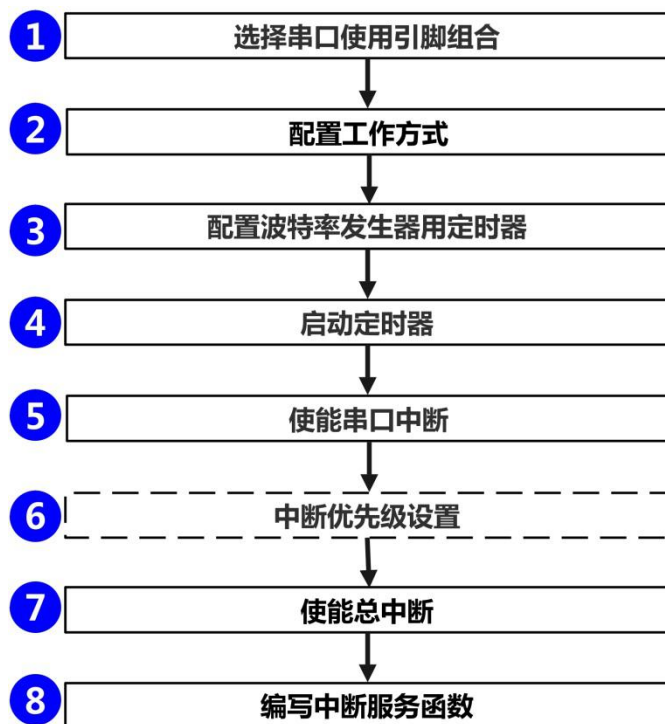 1 选择串口使用引脚组合
2 配置工作方式
3 配置波特率发生器用定时器
4 启动定时器
5 使能串口中断
6 中断优先级设置
7 使能总中断
8 编写中断服务函数